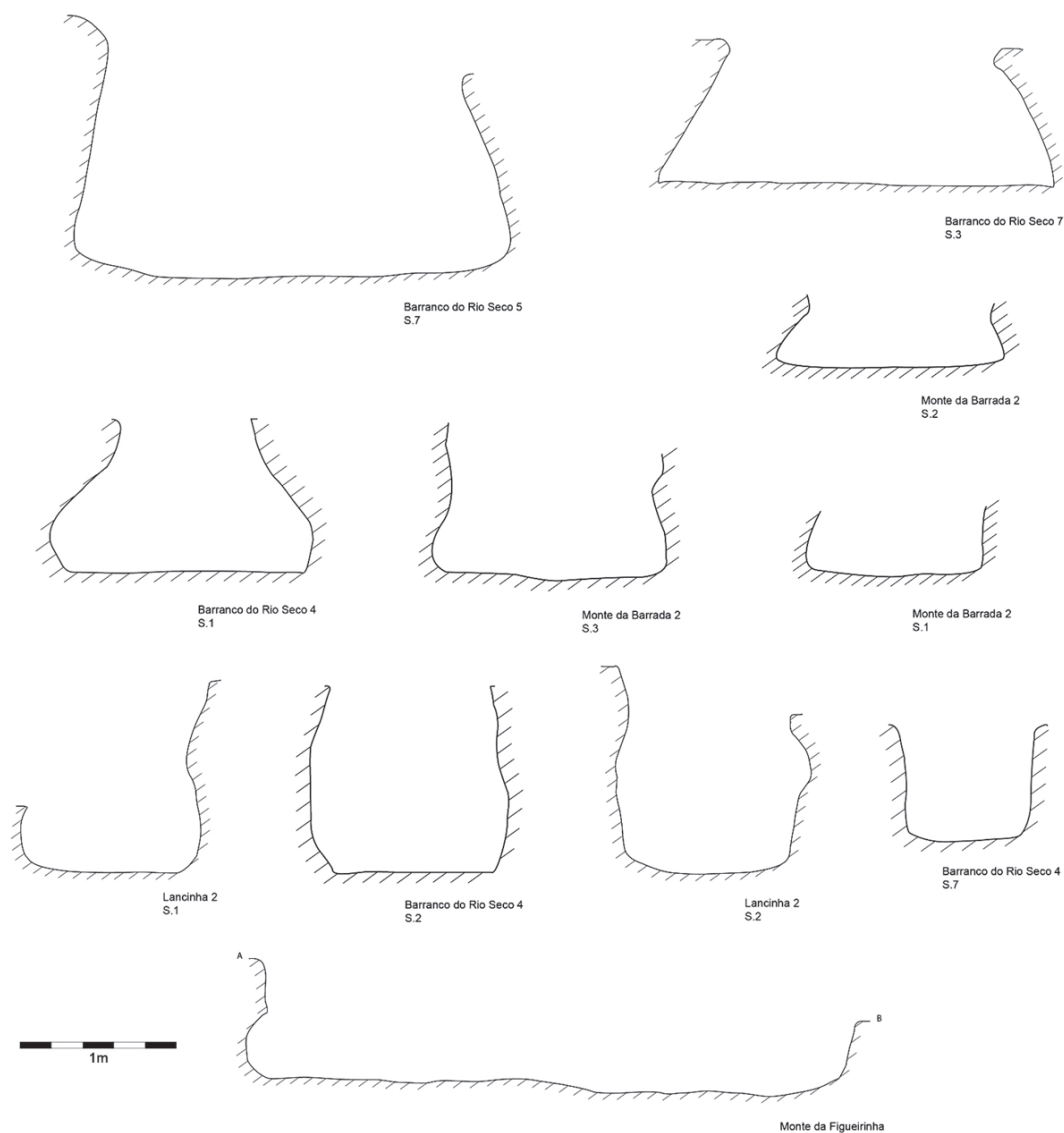 Barranco do Rio Seco 5
S.7
Barranco do Rio Seco 7
S.3
Monte da Barrada 2
S.2
Barranco do Rio Seco 4
S.1
Monte da Barrada 2
S.3
Monte da Barrada 2
S.1
Lancinha 2
S.1
Barranco do Rio Seco 4
S.2
Lancinha 2
S.2
Barranco do Rio Seco 4
S.7
A
B
1m
Monte da Figueirinha